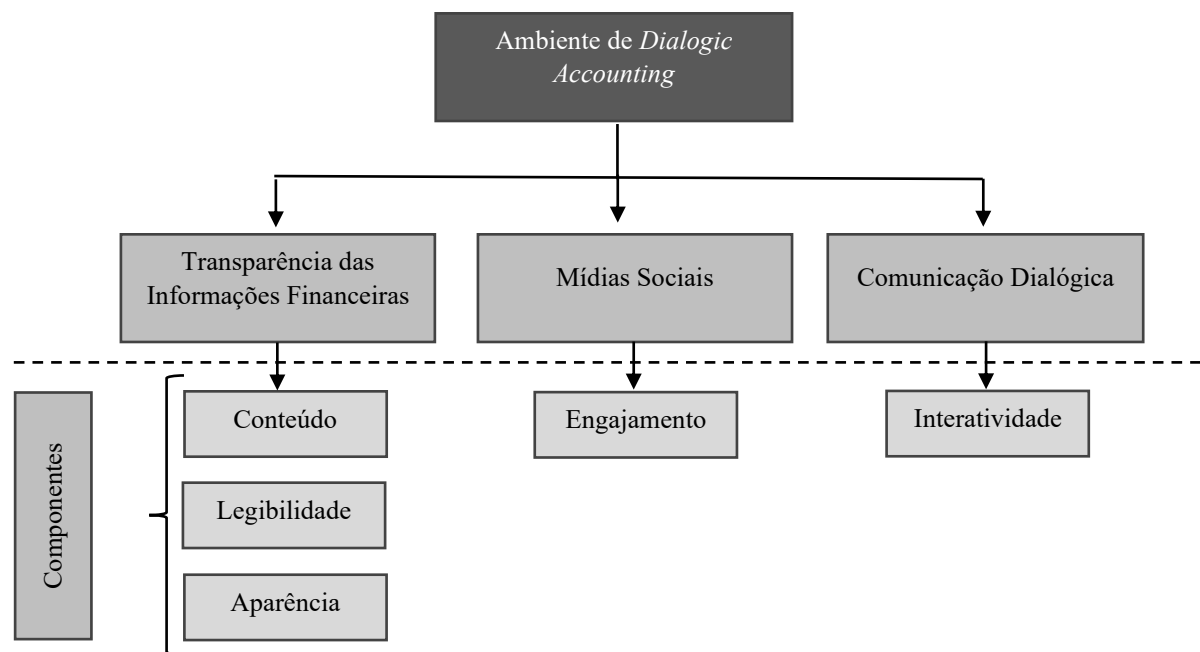 Ambiente de Dialogic
Accounting
Transparência das
Informações Financeiras
Mídias Sociais
Comunicação Dialógica
Componentes
Conteúdo
Engajamento
Interatividade
Legibilidade
Aparência